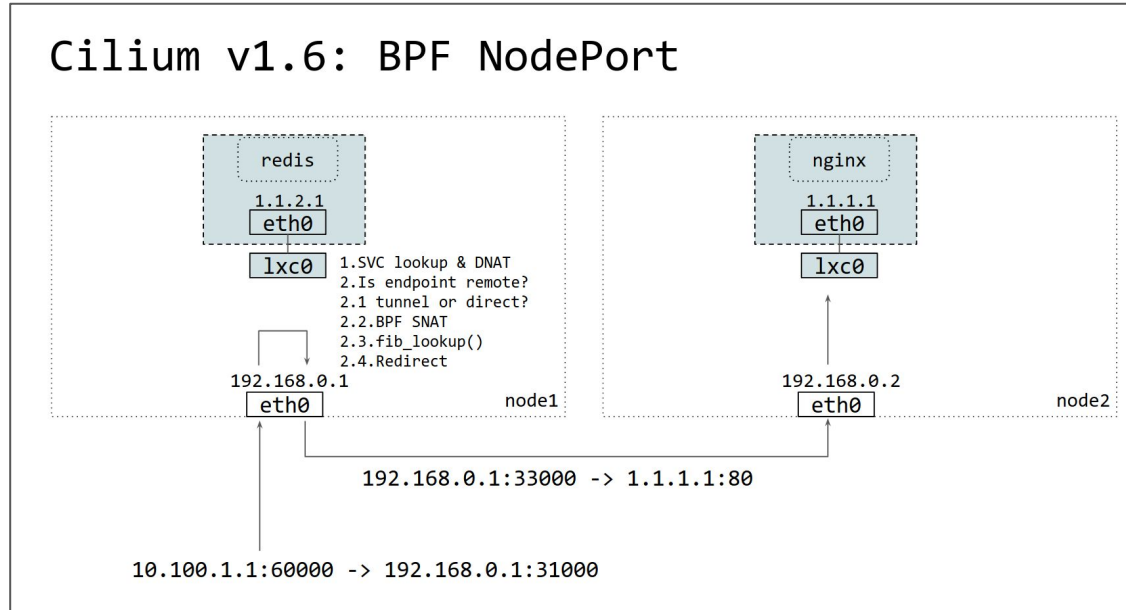 Cilium v1.6: BPF NodePort
redis
1.1.2.1
eth0
lxc0
1.SVC lookup & DNAT
2.Is endpoint remote?
2.1 tunnel or direct?
2.2.BPF SNAT
2.3.fib_lookup()
2.4.Redirect
192.168.0.1
eth0
node1
nginx
1.1.1.1
eth0
lxc0
192.168.0.2
eth0
node2
192.168.0.1:33000 -> 1.1.1.1:80
10.100.1.1:60000 -> 192.168.0.1:31000